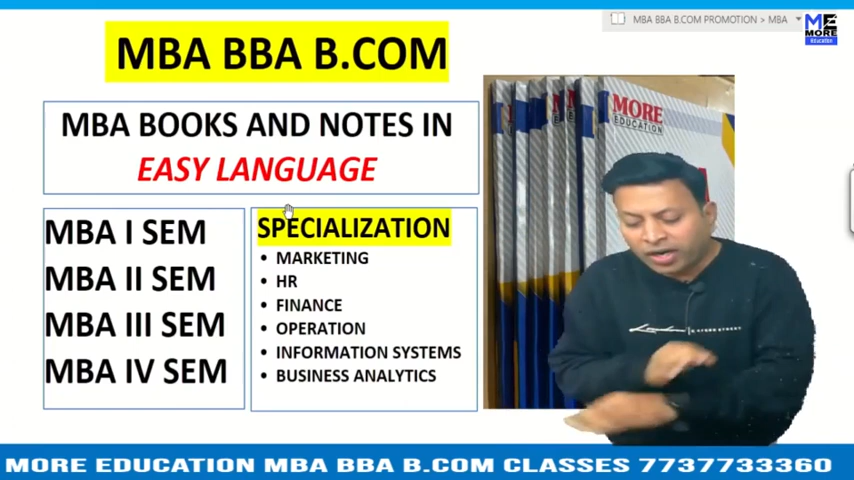 MBA BBA B.COM PROMOTION > MBA
ME
MORE
Education
MBA BBA B.COM
MBA BOOKS AND NOTES IN
EASY LANGUAGE
MBA I SEM
MBA II SEM
MBA III SEM
MBA IV SEM
SPECIALIZATION
• MARKETING
• HR
• FINANCE
• OPERATION
• INFORMATION SYSTEMS
• BUSINESS ANALYTICS
MORE
EDUCATION
MORE EDUCATION MBA BBA B.COM CLASSES 7737733360